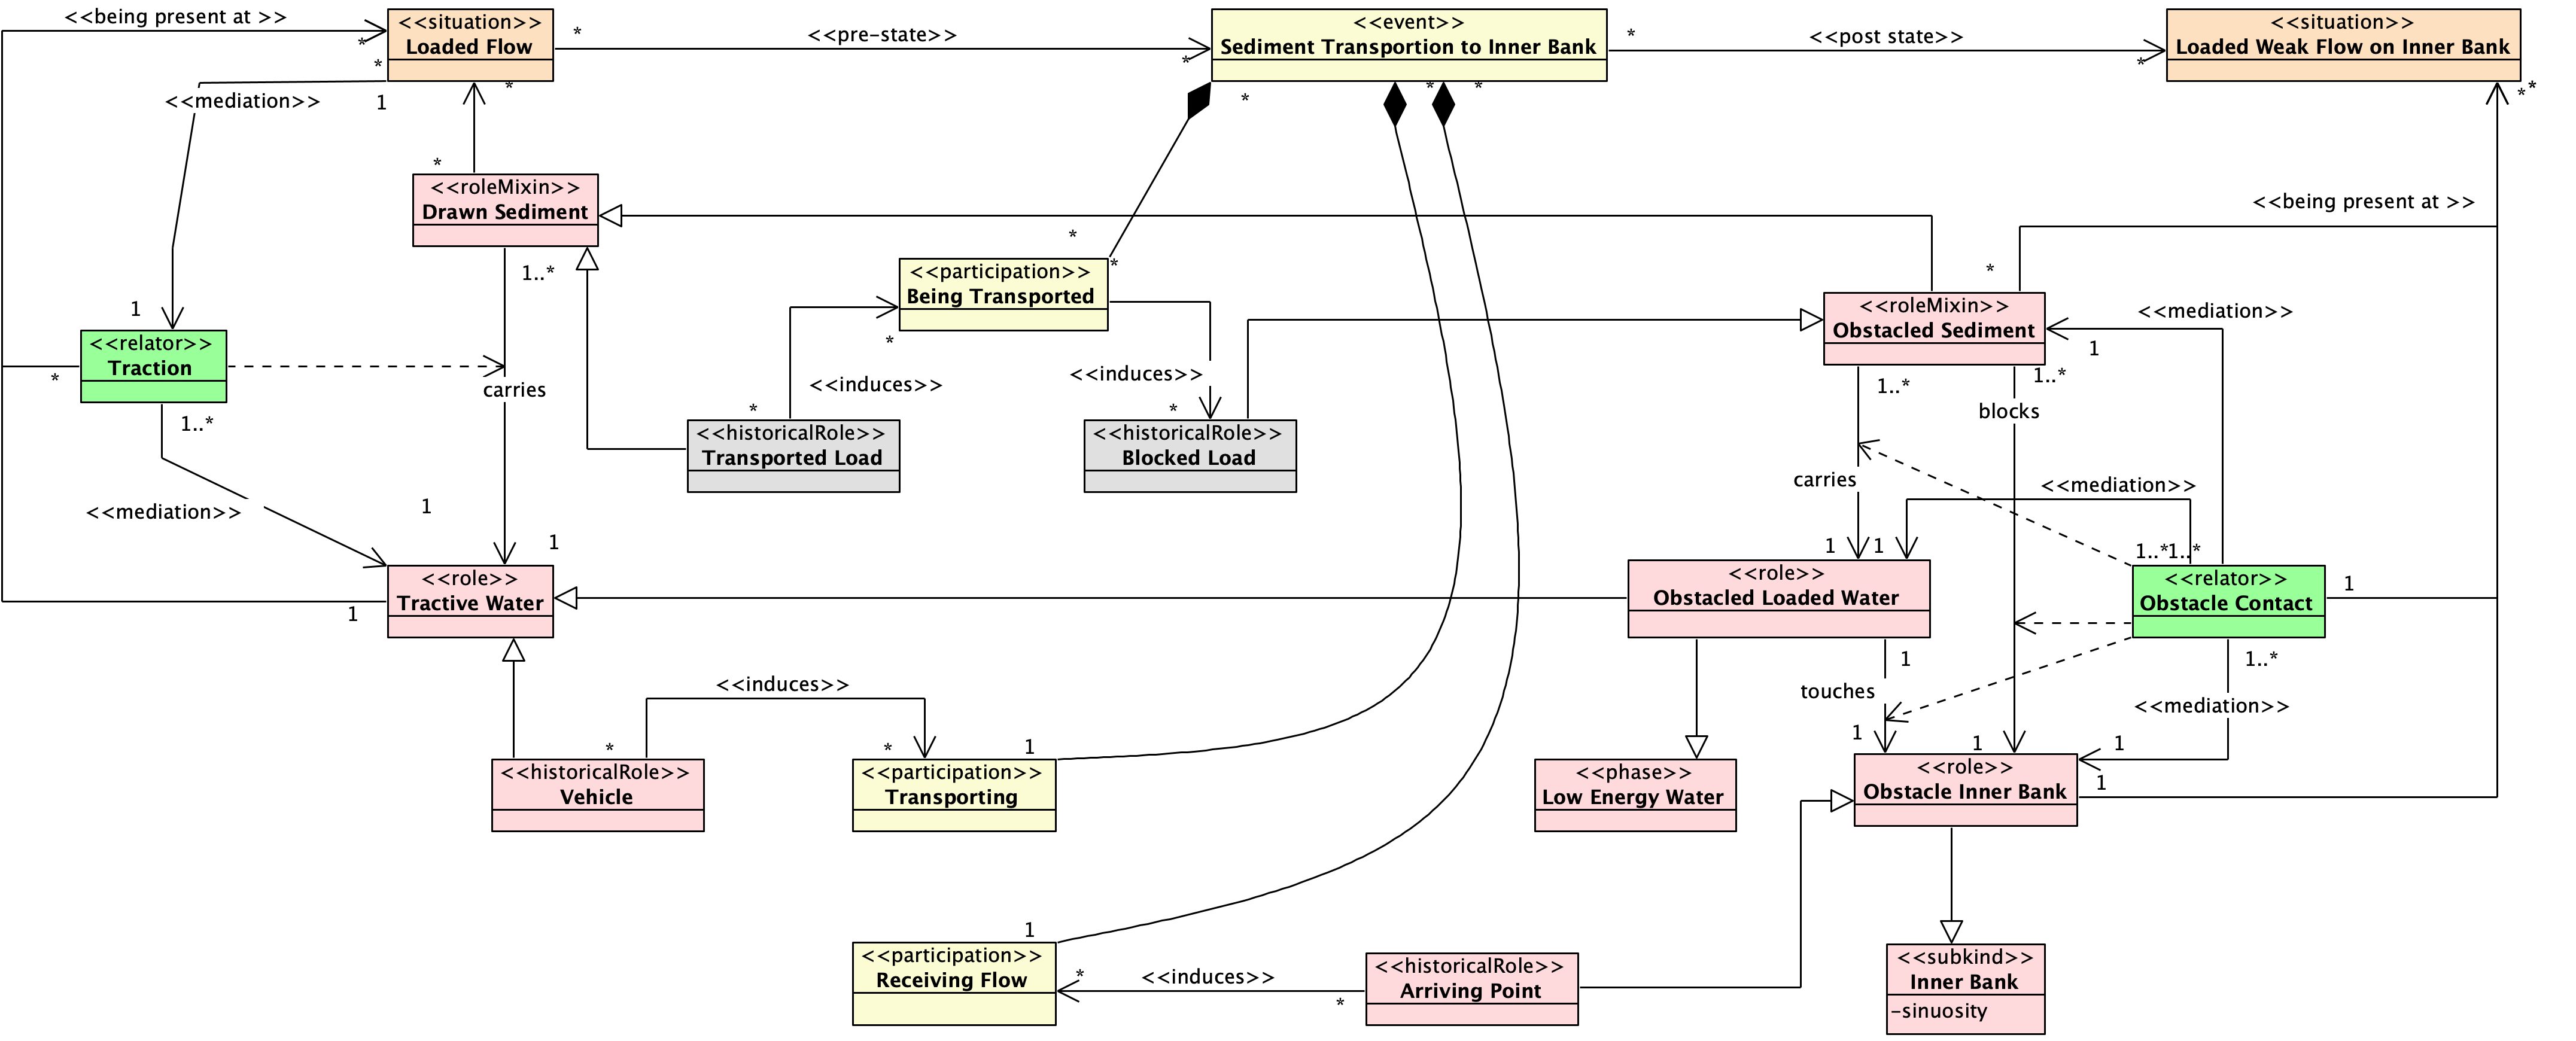 <<being present at >>
*
<<situation>>
Loaded Flow
*
<<pre-state>>
*
<<event>>
Sediment Transportion to Inner Bank
*
<<post state>>
*
<<situation>>
Loaded Weak Flow on Inner Bank
*
1
<<mediation>>
*
*
*
*
*
*
*
<<roleMixin>>
Drawn Sediment
<<being present at >>
1..*
*
*
*
<<participation>>
Being Transported
*
<<roleMixin>>
Obstacled Sediment
<<mediation>>
1
1
<<relator>>
Traction
*
carries
<<induces>>
*
<<induces>>
*
1..*
1..*
blocks
1..*
<<historicalRole>>
Transported Load
*
<<historicalRole>>
Blocked Load
carries
<<mediation>>
<<mediation>>
1
1
1
1
1..*
1..*
<<role>>
Tractive Water
1
<<role>>
Obstacled Loaded Water
<<relator>>
Obstacle Contact
1
1
touches
1..*
<<mediation>>
<<induces>>
*
*
1
1
1
1
<<historicalRole>>
Vehicle
<<participation>>
Transporting
<<phase>>
Low Energy Water
<<role>>
Obstacle Inner Bank
1
1
<<participation>>
Receiving Flow
*
<<induces>>
*
<<historicalRole>>
Arriving Point
<<subkind>>
Inner Bank
-sinuosity